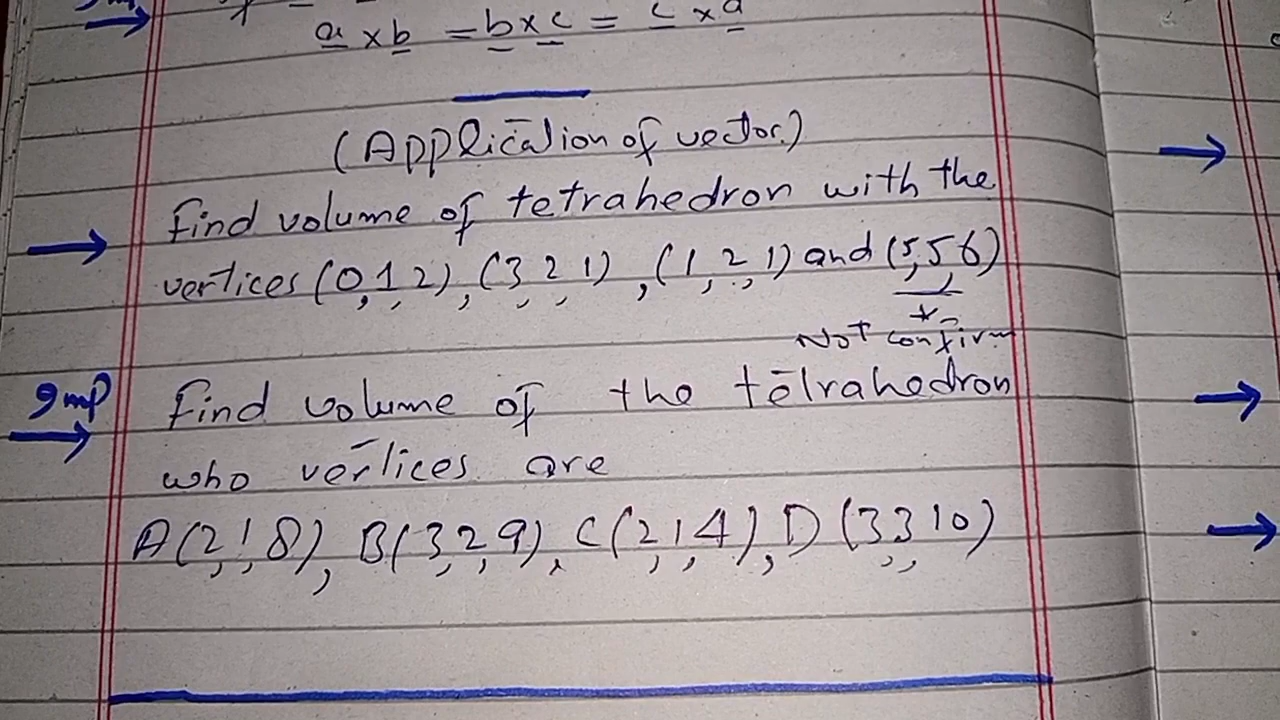 a × b = b × c = c × a
(Application of vector.)
find volume of tetrahedron with the
vertices (0,1,2), (3,2,1), (1,2,1) and (5,5,6)
Not confirm
Imp find volume of the tetrahedron
who vertices are
A(2,1,8), B(3,2,9), C(2,1,4), D(3,3,10)